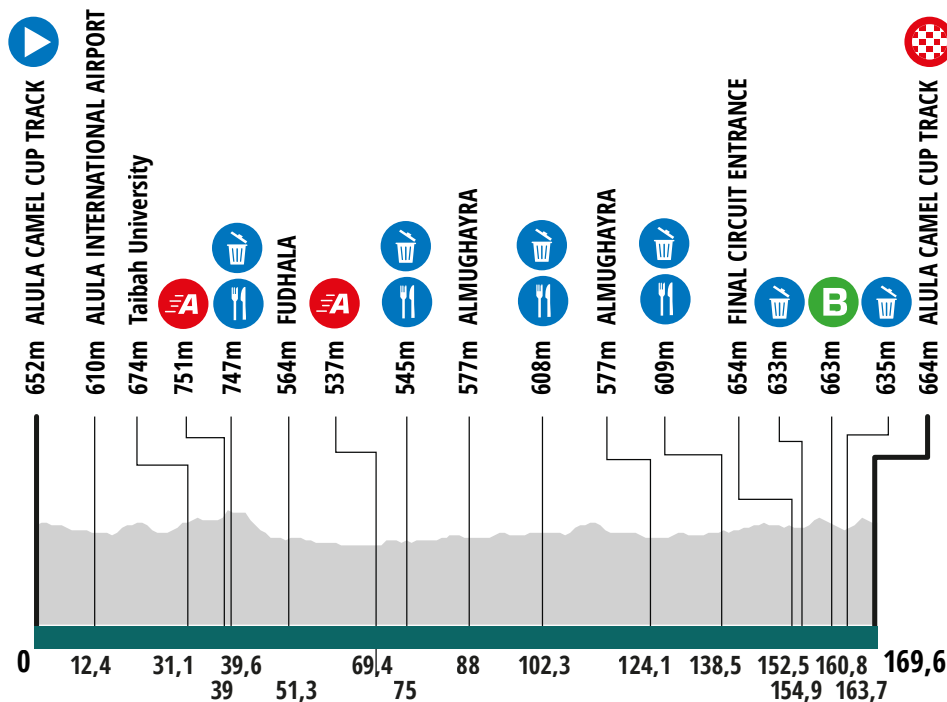 652m ALULA CAMEL CUP TRACK
610m ALULA INTERNATIONAL AIRPORT
674m Taibah University
751m A
747m
564m FUDHALA
537m A
545m
577m ALMUGHAYRA
608m
577m ALMUGHAYRA
609m
654m FINAL CIRCUIT ENTRANCE
633m
663m B
635m
664m ALULA CAMEL CUP TRACK
0 12,4 31,1 39,6 69,4 88 102,3 124,1 138,5 152,5 160,8 169,6
39 51,3 75 154,9 163,7